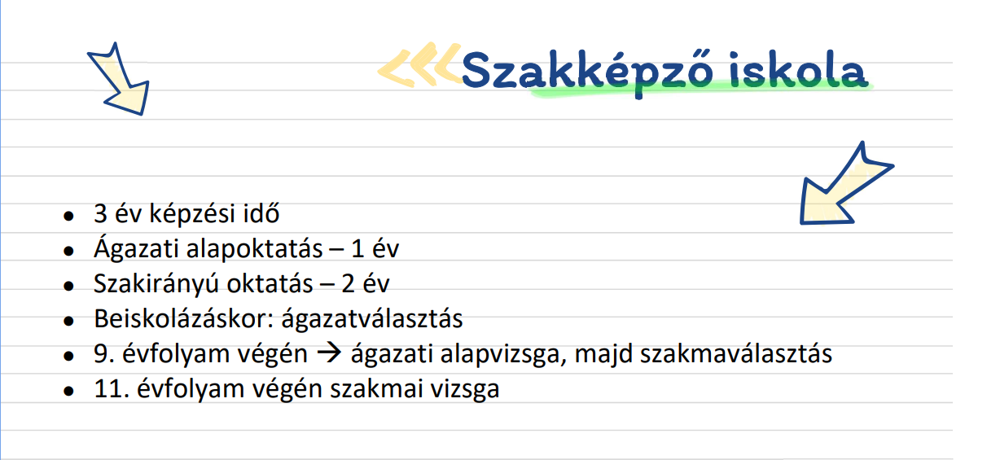 Szakképző iskola
● 3 év képzési idő
● Ágazati alapoktatás – 1 év
● Szakirányú oktatás – 2 év
● Beiskolázáskor: ágazatválasztás
● 9. évfolyam végén → ágazati alapvizsga, majd szakmaválasztás
● 11. évfolyam végén szakmai vizsga